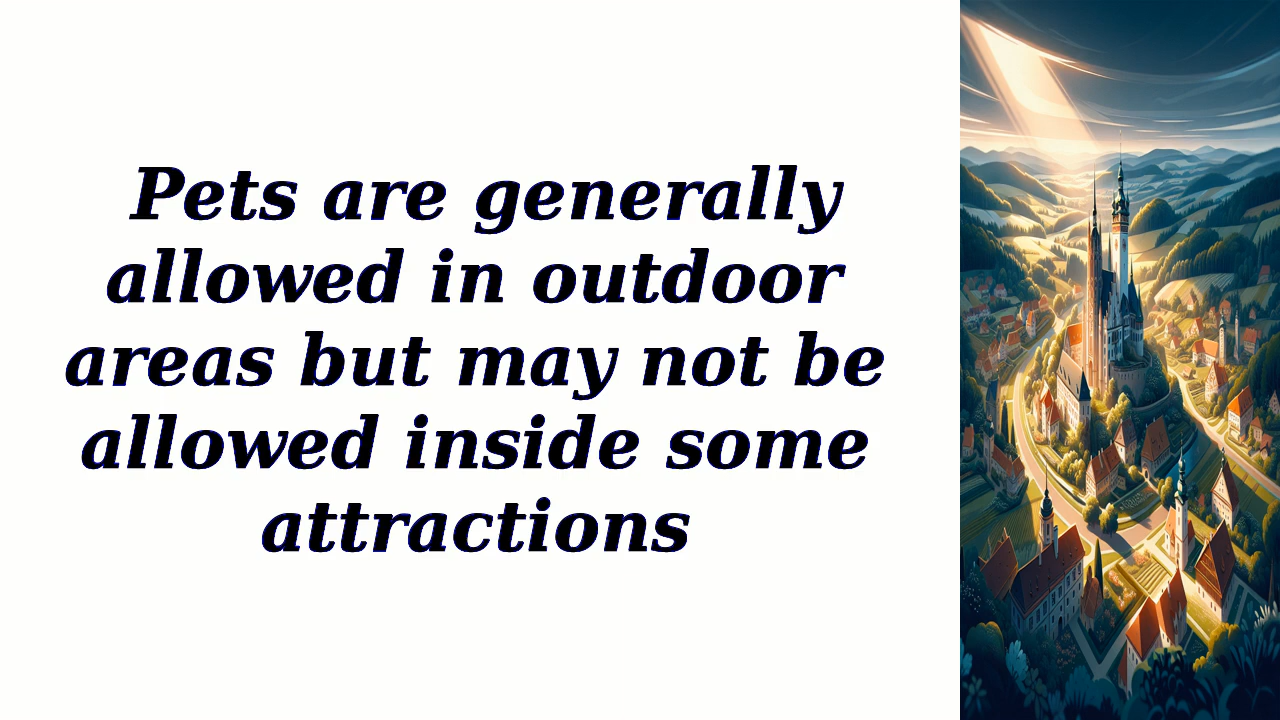 Pets are generally
allowed in outdoor
areas but may not be
allowed inside some
attractions